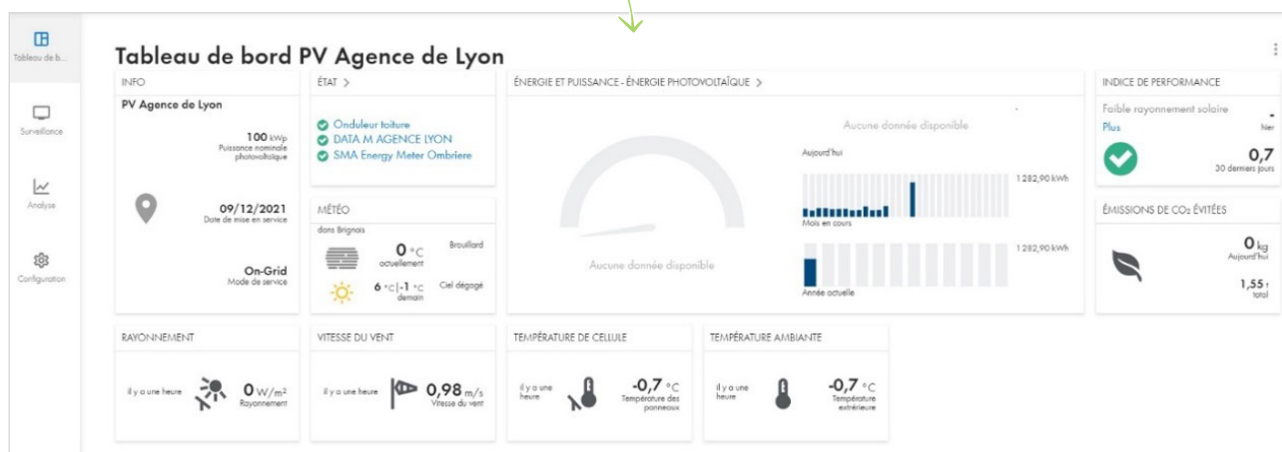 Tableau de b...
Surveillance
Analyse
Configuration
Tableau de bord PV Agence de Lyon
INFO
PV Agence de Lyon
100 kWp
Puissance nominale
photovoltaïque
09/12/2021
Date de mise en service
On-Grid
Mode de service
ÉTAT >
Onduleur toiture
DATA M AGENCE LYON
SMA Energy Meter Ombriere
MÉTÉO
dans Brignais
0 °C
actuellement
Brouillard
6 °C|-1 °C
demain
Ciel dégagé
ÉNERGIE ET PUISSANCE - ÉNERGIE PHOTOVOLTAÏQUE >
Aucune donnée disponible
-
Aucune donnée disponible
Aujourd'hui
1 282,90 kWh
Mois en cours
1 282,90 kWh
Année actuelle
INDICE DE PERFORMANCE
Faible rayonnement solaire
Plus
-
hier
0,7
30 derniers jours
ÉMISSIONS DE CO₂ ÉVITÉES
0 kg
Aujourd'hui
1,55 t
total
RAYONNEMENT
il y a une heure
0 W/m²
Rayonnement
VITESSE DU VENT
il y a une heure
0,98 m/s
Vitesse du vent
TEMPÉRATURE DE CELLULE
il y a une
heure
-0,7 °C
Température des
panneaux
TEMPÉRATURE AMBIANTE
il y a une
heure
-0,7 °C
Température
extérieure